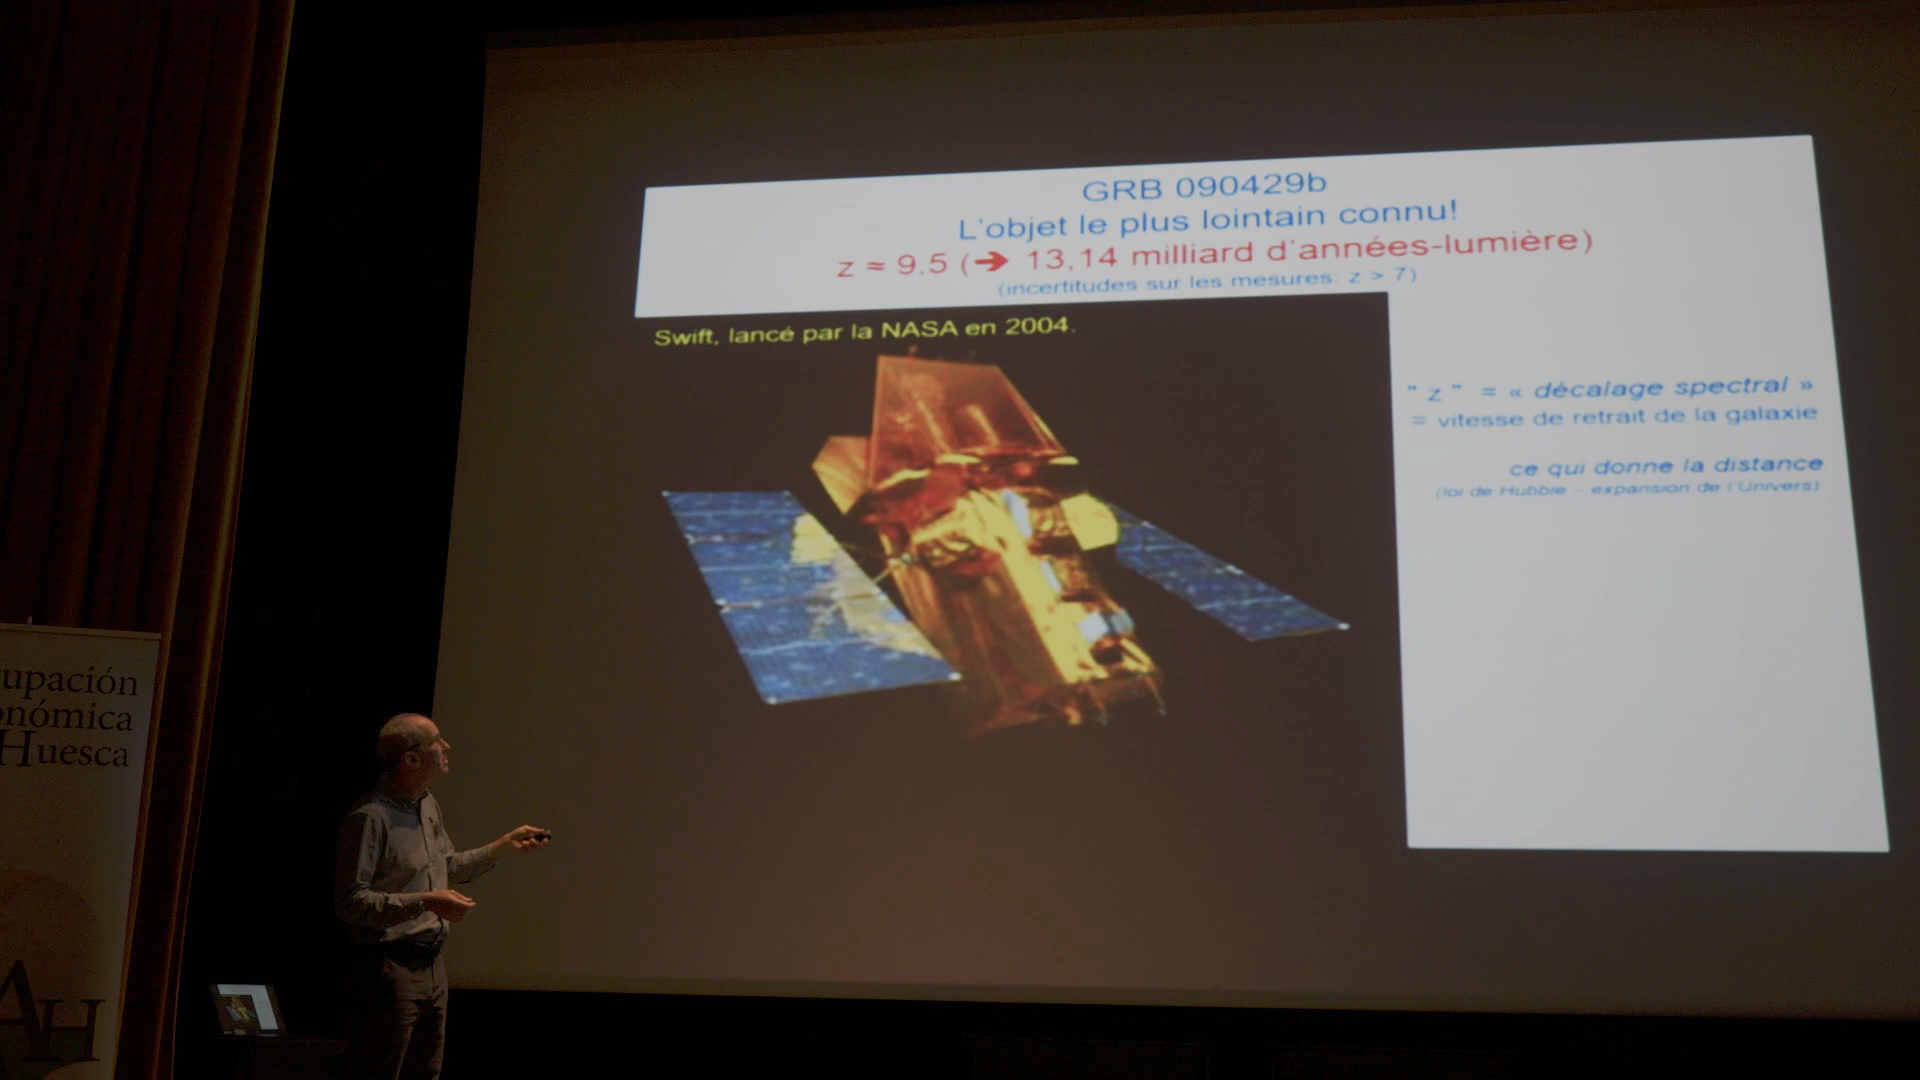 GRB 090429b
L'objet le plus lointain connu!
z ≈ 9.5 (➔ 13,14 milliard d'années-lumière)
(incertitudes sur les mesures: z > 7)
Swift, lancé par la NASA en 2004.
" z " = « décalage spectral »
= vitesse de retrait de la galaxie
ce qui donne la distance
(loi de Hubble – expansion de l'Univers)
upación
onómica
Huesca
AH